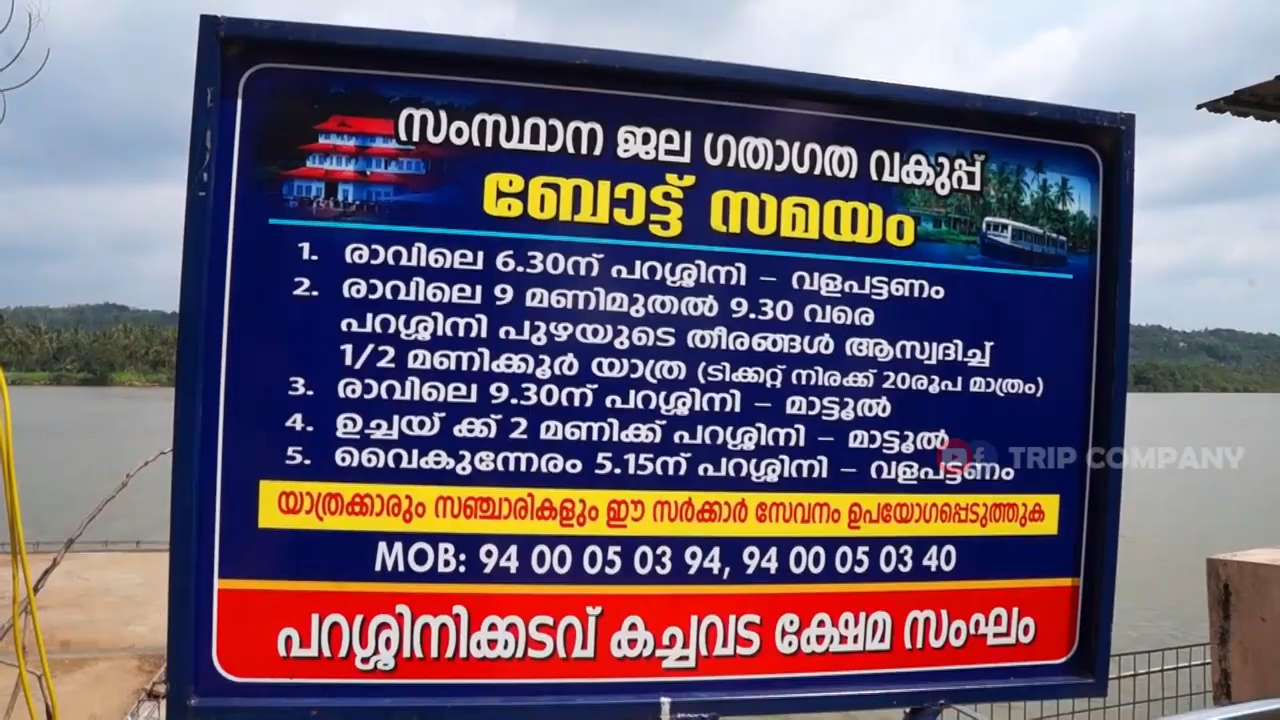 സംസ്ഥാന ജല ഗതാഗത വകുപ്പ്
ബോട്ട് സമയം
1. രാവിലെ 6.30ന് പറശ്ശിനി – വളപട്ടണം
2. രാവിലെ 9 മണിമുതൽ 9.30 വരെ
പറശ്ശിനി പുഴയുടെ തീരങ്ങൾ ആസ്വദിച്ച്
1/2 മണിക്കൂർ യാത്ര (ടിക്കറ്റ് നിരക്ക് 20രൂപ മാത്രം)
3. രാവിലെ 9.30ന് പറശ്ശിനി – മാട്ടൂൽ
4. ഉച്ചയ് ക്ക് 2 മണിക്ക് പറശ്ശിനി – മാട്ടൂൽ
5. വൈകുന്നേരം 5.15ന് പറശ്ശിനി – വളപട്ടണം
TRIP COMPANY
യാത്രക്കാരും സഞ്ചാരികളും ഈ സർക്കാർ സേവനം ഉപയോഗപ്പെടുത്തുക
MOB: 94 00 05 03 94, 94 00 05 03 40
പറശ്ശിനിക്കടവ് കച്ചവട ക്ഷേമ സംഘം